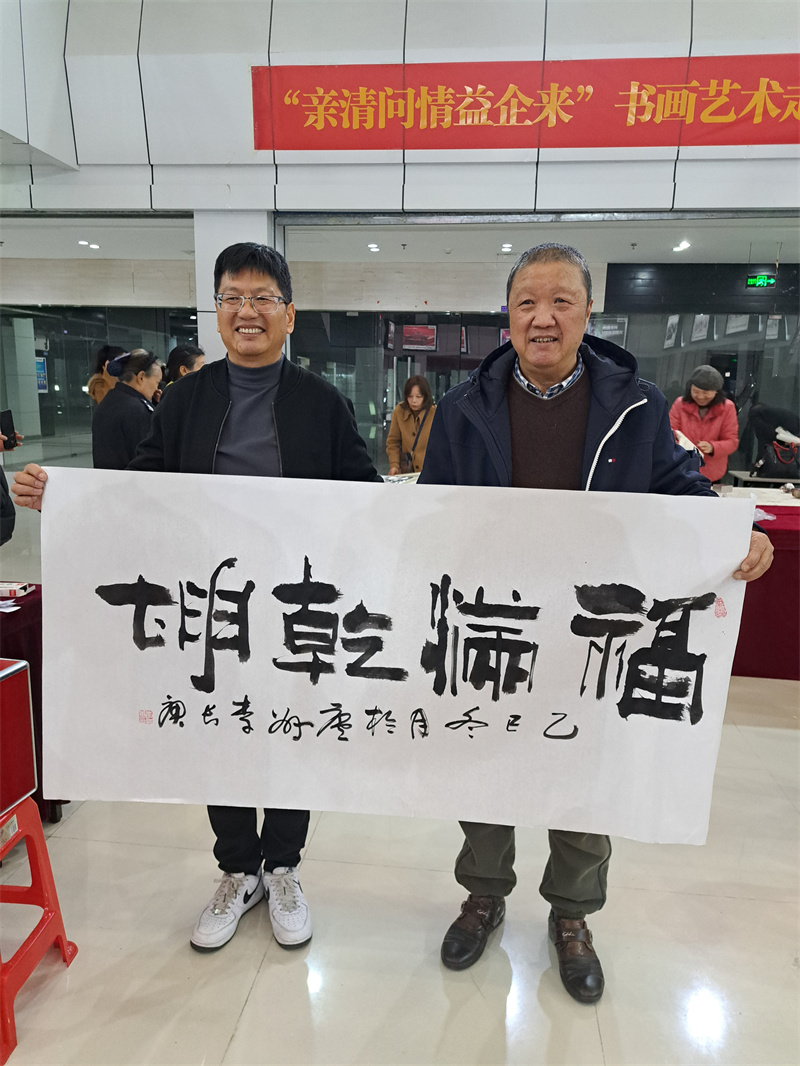 “亲清问情益企来” 书画艺术
福满乾坤
乙巳冬月於庐州李长庚